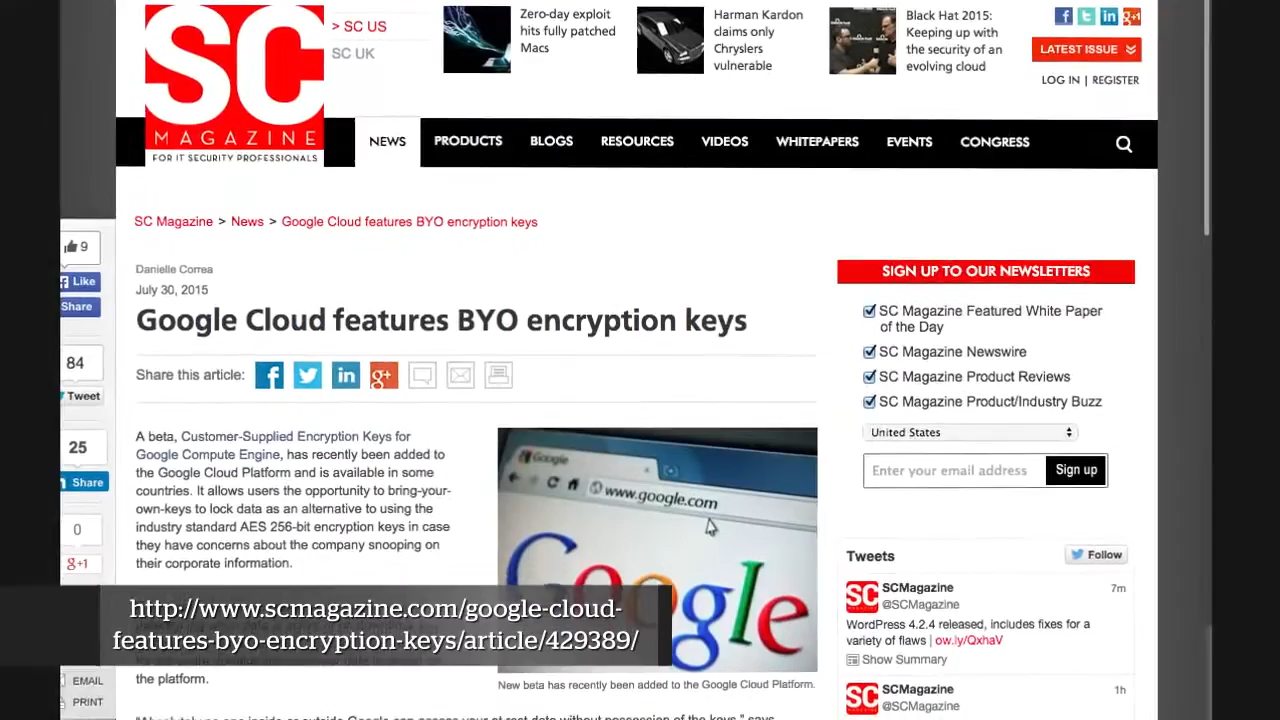 SC
MAGAZINE
FOR IT SECURITY PROFESSIONALS
> SC US
SC UK
Zero-day exploit
hits fully patched
Macs
Harman Kardon
claims only
Chryslers
vulnerable
Black Hat 2015:
Keeping up with
the security of an
evolving cloud
LATEST ISSUE
LOG IN | REGISTER
NEWS
PRODUCTS
BLOGS
RESOURCES
VIDEOS
WHITEPAPERS
EVENTS
CONGRESS
SC Magazine > News > Google Cloud features BYO encryption keys
9
Like
Share
84
Tweet
25
Share
0
g+1
EMAIL
PRINT
Danielle Correa
July 30, 2015
Google Cloud features BYO encryption keys
Share this article:
A beta, Customer-Supplied Encryption Keys for
Google Compute Engine, has recently been added to
the Google Cloud Platform and is available in some
countries. It allows users the opportunity to bring-your-
own-keys to lock data as an alternative to using the
industry standard AES 256-bit encryption keys in case
they have concerns about the company snooping on
their corporate information.
the platform.
Google
www.google.com
Google
New beta has recently been added to the Google Cloud Platform.
http://www.scmagazine.com/google-cloud-
features-byo-encryption-keys/article/429389/
SIGN UP TO OUR NEWSLETTERS
SC Magazine Featured White Paper
of the Day
SC Magazine Newswire
SC Magazine Product Reviews
SC Magazine Product/Industry Buzz
United States
Enter your email address
Sign up
Tweets
Follow
SCMagazine
7m
@SCMagazine
WordPress 4.2.4 released, includes fixes for a
variety of flaws | ow.ly/QxhaV
Show Summary
SCMagazine
1h
@SCMagazine